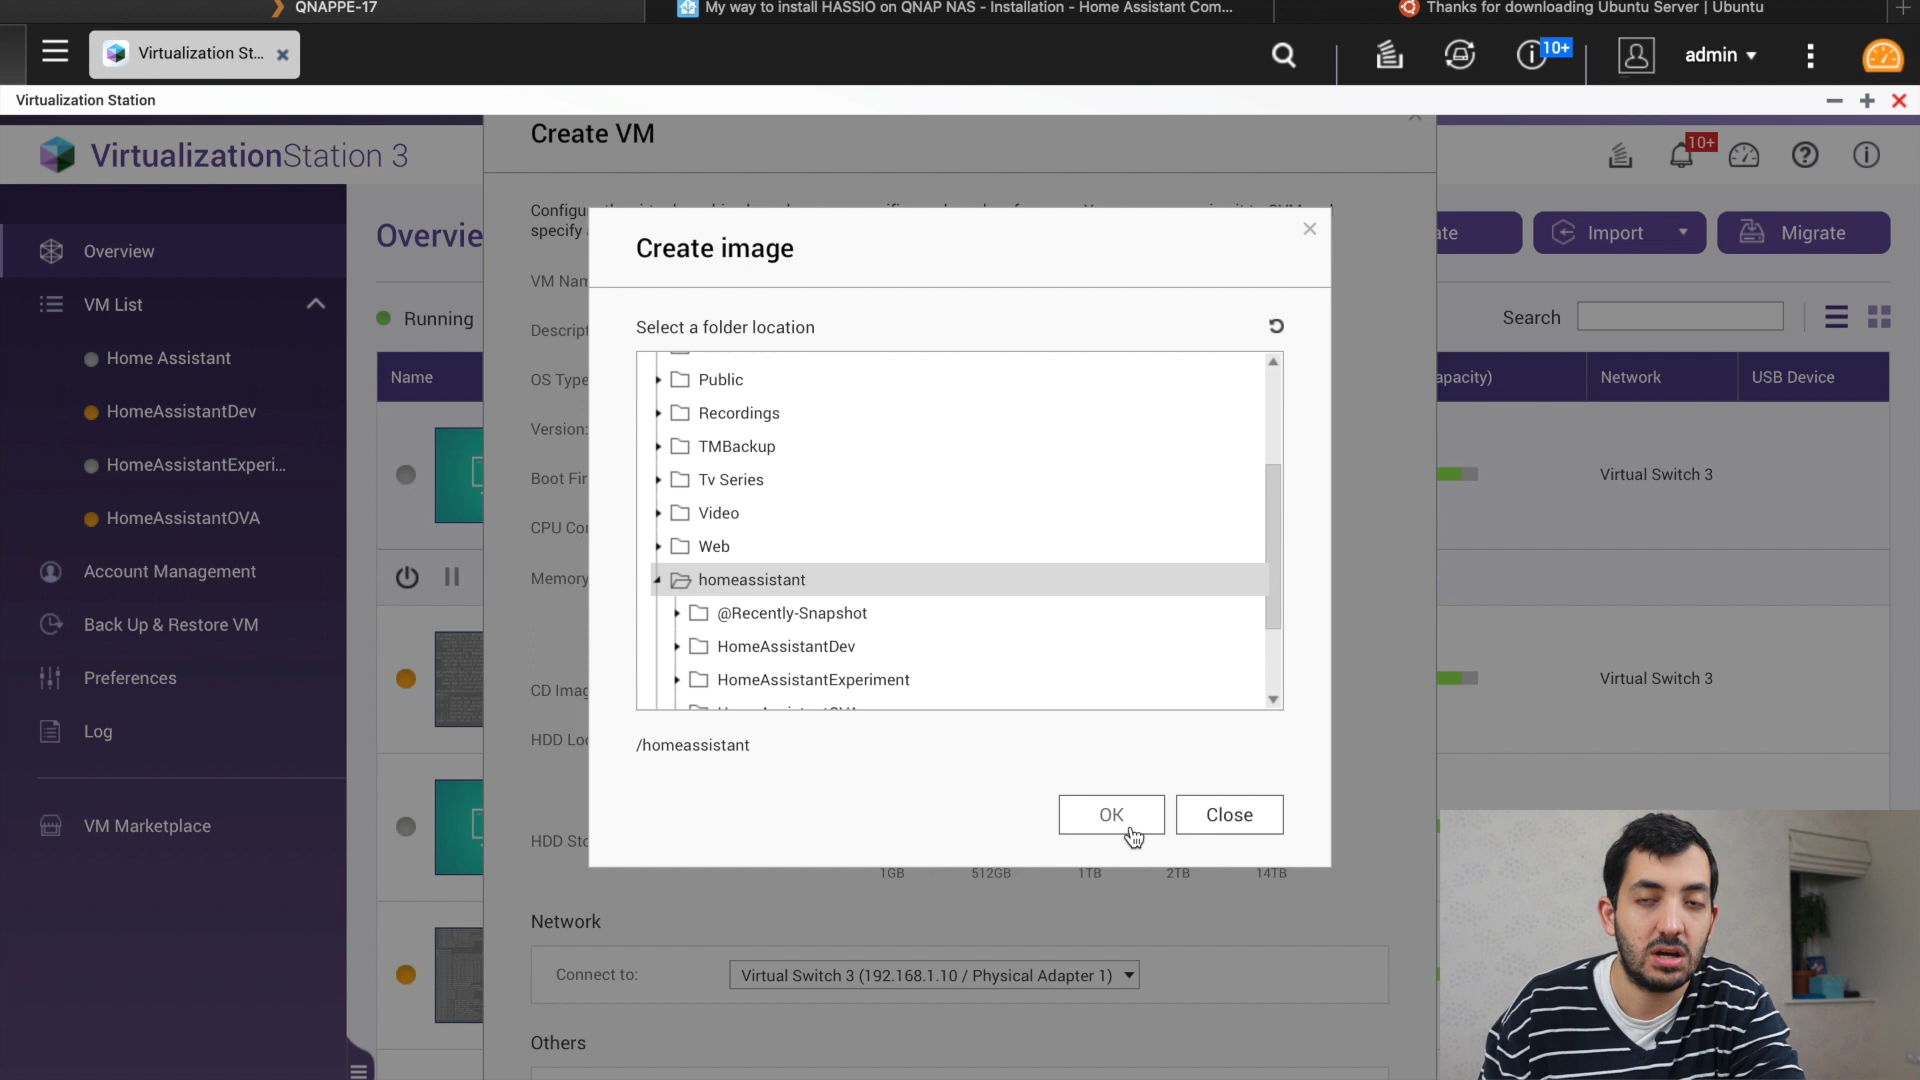 QNAPPE-17
My way to install HASSIO on QNAP NAS - Installation - Home Assistant Com...
Thanks for downloading Ubuntu Server | Ubuntu
Virtualization St...
10+
admin
Virtualization Station
VirtualizationStation 3
Create VM
10+
Overview
VM List
Home Assistant
HomeAssistantDev
HomeAssistantExperi...
HomeAssistantOVA
Account Management
Back Up & Restore VM
Preferences
Log
VM Marketplace
Overvie
Running
Name
specify
VM Nam
Descript
OS Type
Version:
Boot Fir
CPU Co
Memory
CD Imag
HDD Loc
HDD Sto
Create image
Select a folder location
Public
Recordings
TMBackup
Tv Series
Video
Web
homeassistant
@Recently-Snapshot
HomeAssistantDev
HomeAssistantExperiment
/homeassistant
OK
Close
1GB 512GB 1TB 2TB 14TB
Network
Connect to:
Virtual Switch 3 (192.168.1.10 / Physical Adapter 1)
Others
ate
Import
Migrate
Search
apacity)
Network
USB Device
Virtual Switch 3
Virtual Switch 3